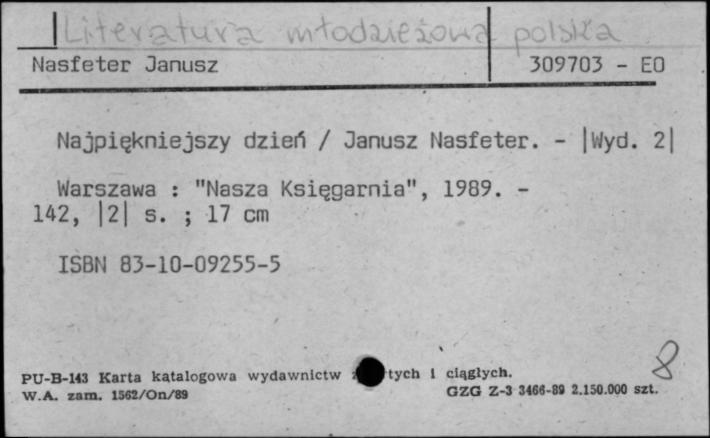 Literatura młodzieżowa polska
Nasfeter Janusz 309703 - EO
Najpiękniejszy dzień / Janusz Nasfeter. - |Wyd. 2|
Warszawa : "Nasza Księgarnia", 1989. -
142, |2| s. ; 17 cm
ISBN 83-10-09255-5
8
PU-B-143 Karta katalogowa wydawnictw tych i ciągłych.
W.A. zam. 1562/On/89 GZG Z-3 3466-89 2.150.000 szt.